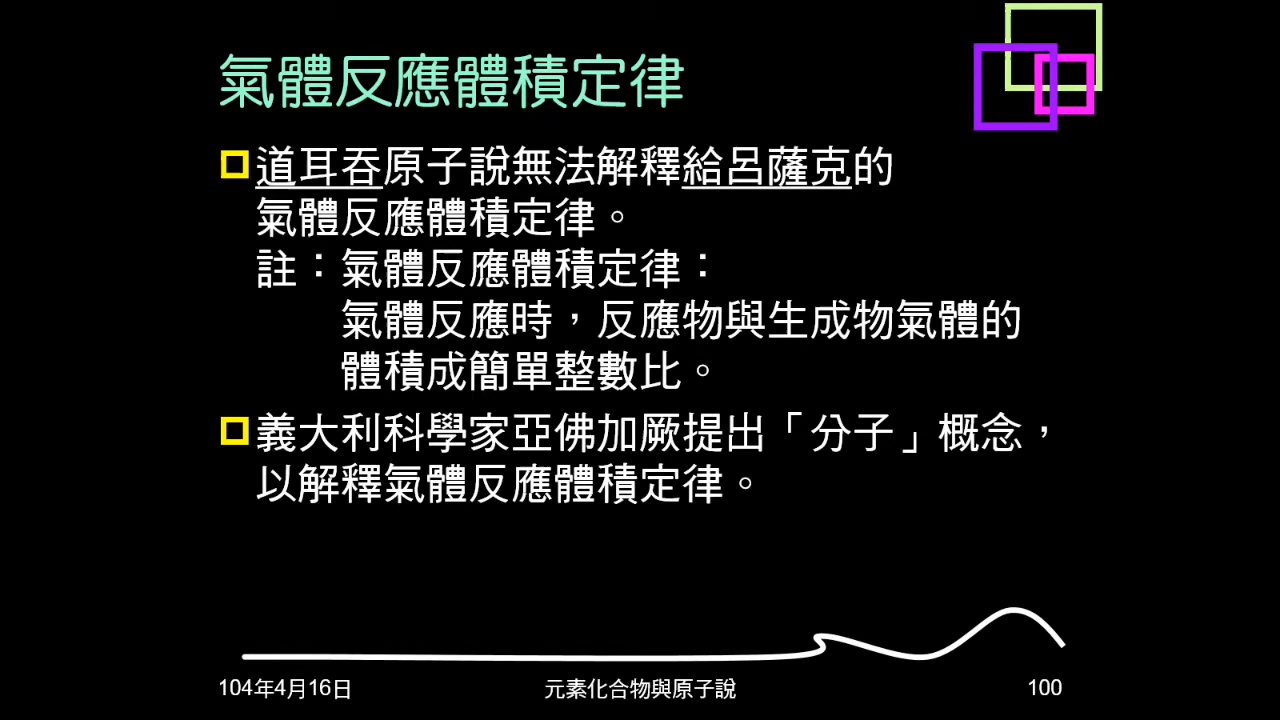 氣體反應體積定律
道耳吞原子說無法解釋給呂薩克的
氣體反應體積定律。
註：氣體反應體積定律：
氣體反應時，反應物與生成物氣體的
體積成簡單整數比。
義大利科學家亞佛加厥提出「分子」概念，
以解釋氣體反應體積定律。
104年4月16日
元素化合物與原子說
100